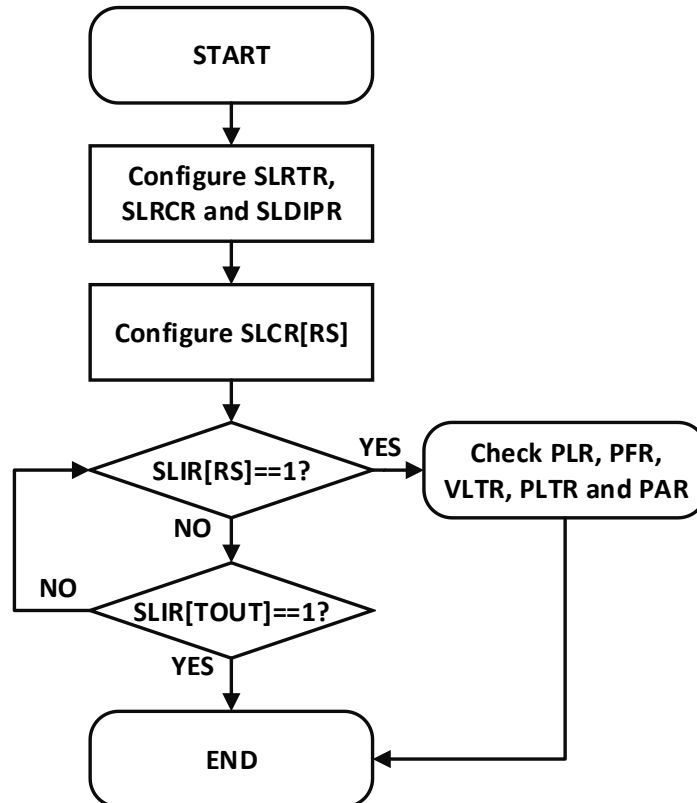 START
Configure SLRTR,
SLRCR and SLDIPR
Configure SLCR[RS]
SLIR[RS]==1?
YES
Check PLR, PFR,
VLTR, PLTR and PAR
NO
NO
SLIR[TOUT]==1?
YES
END